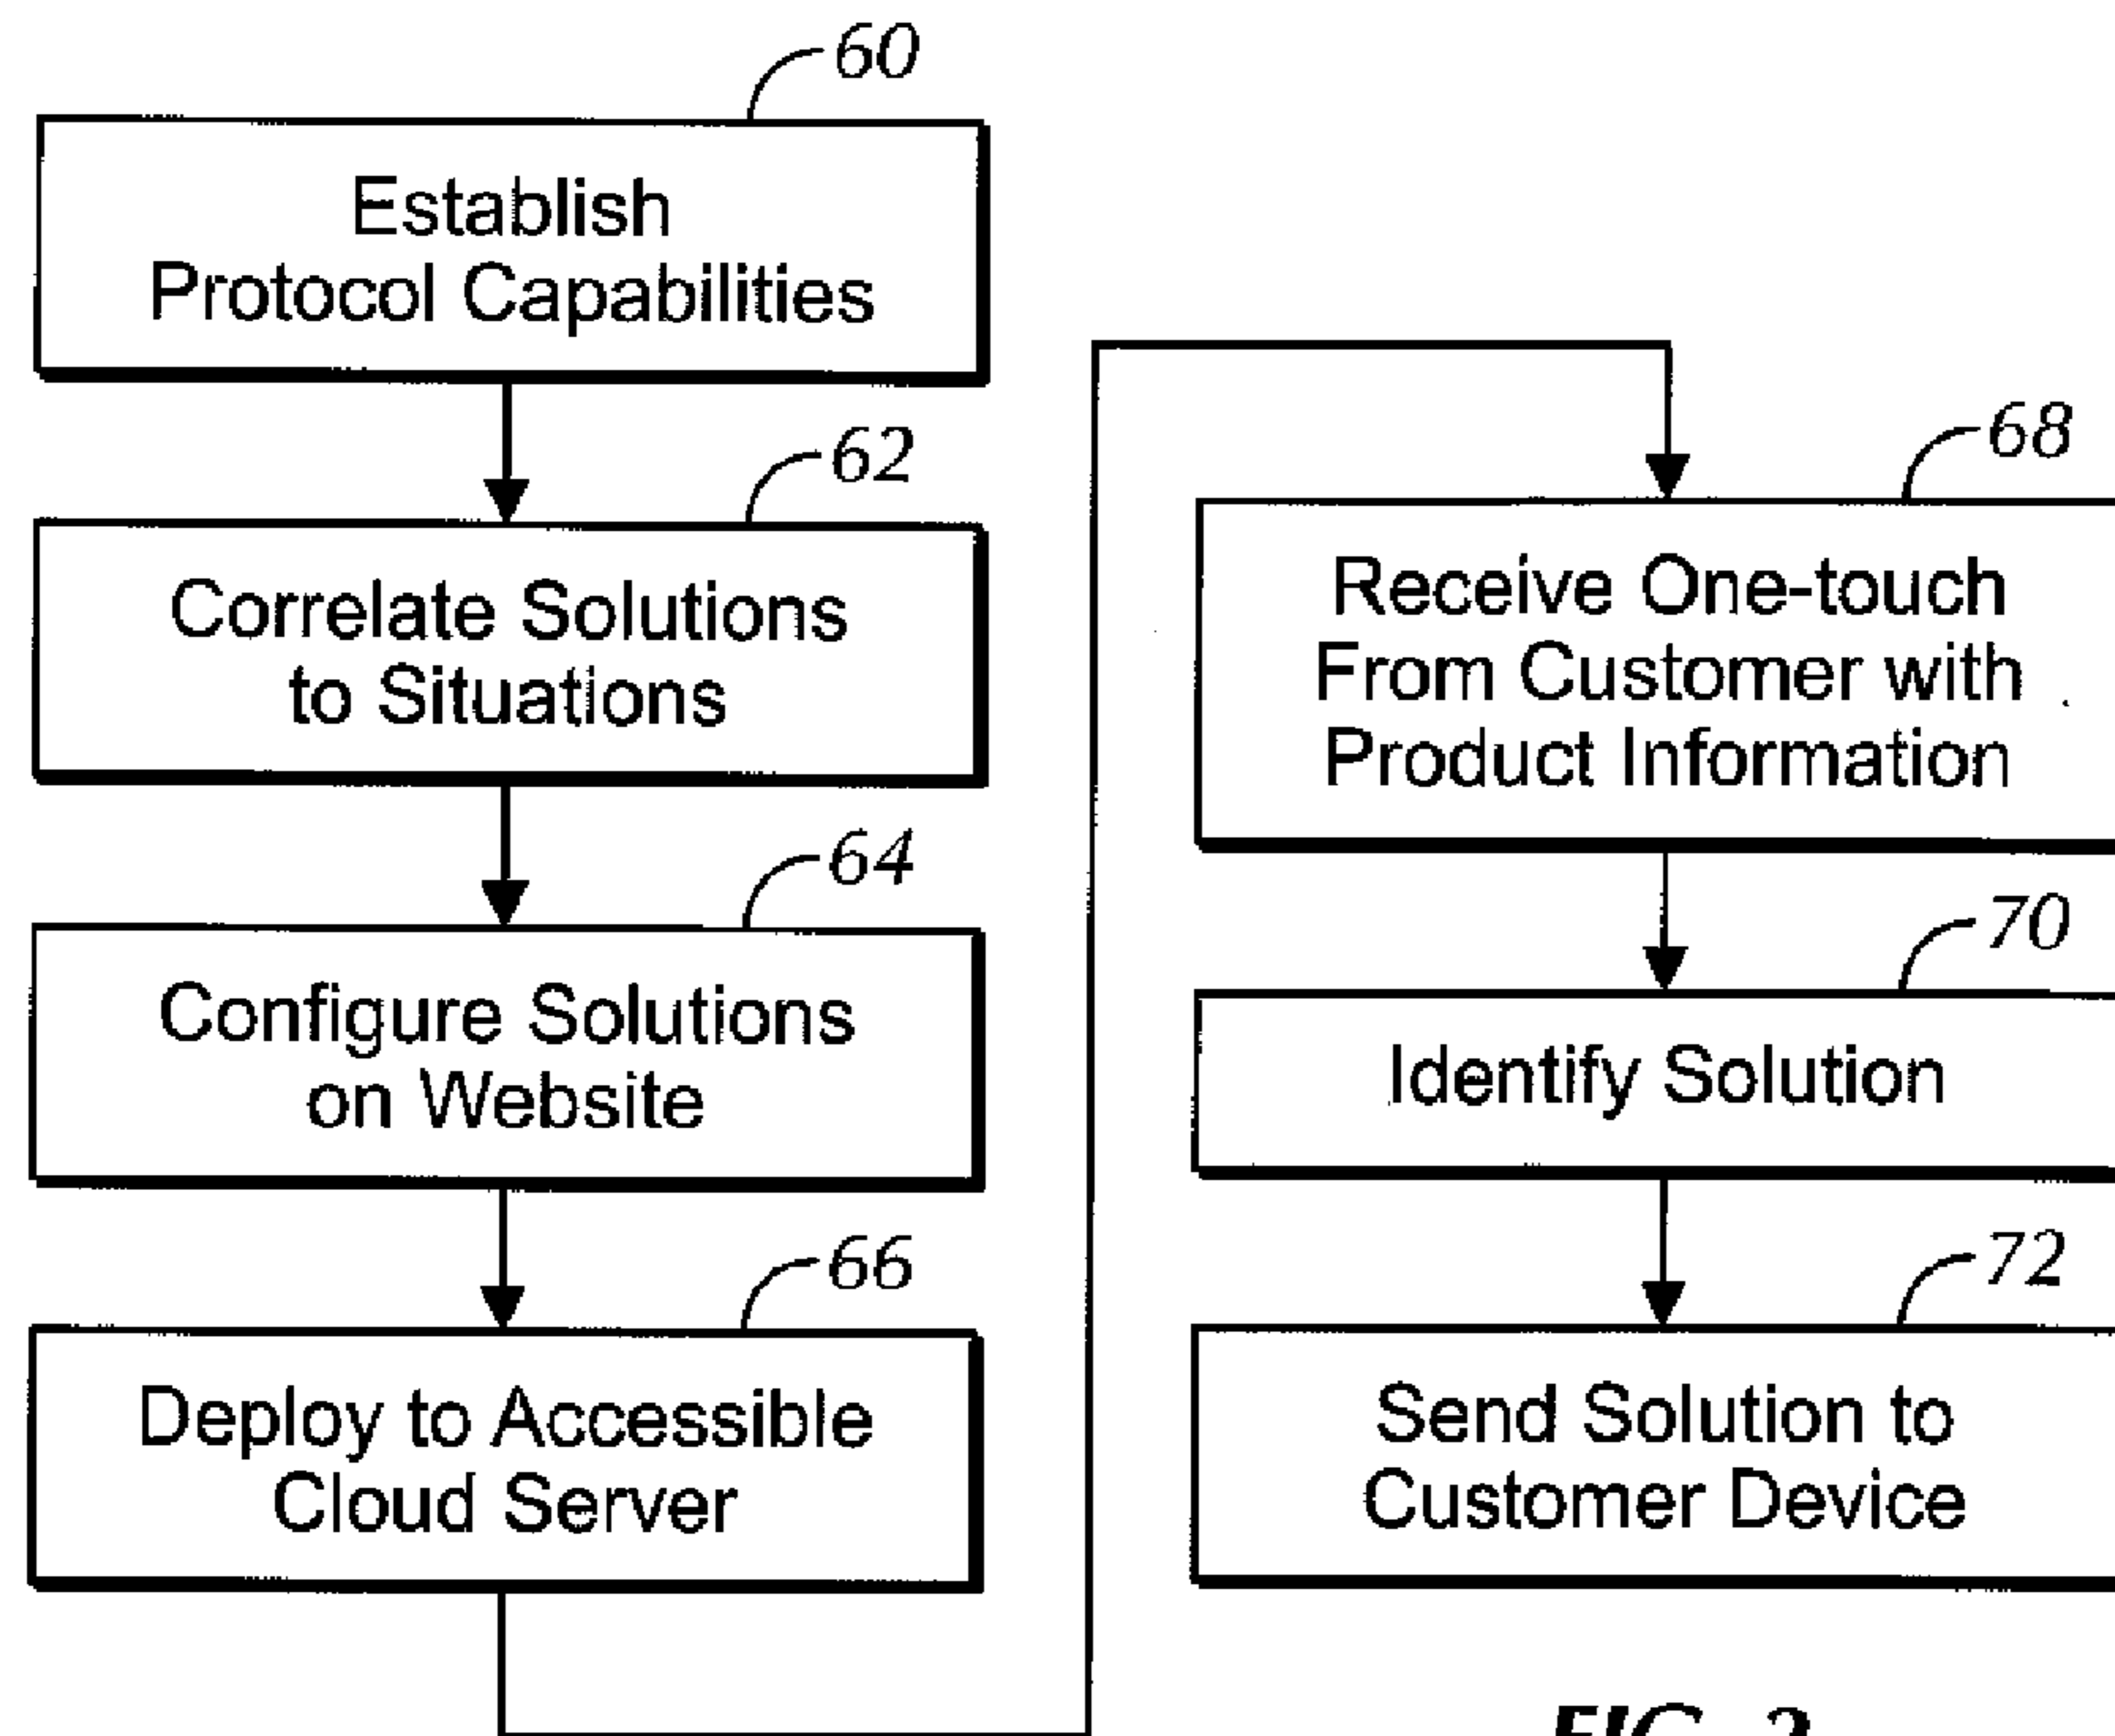 60
Establish
Protocol Capabilities
62
Correlate Solutions
to Situations
64
Configure Solutions
on Website
66
Deploy to Accessible
Cloud Server
68
Receive One-touch
From Customer with
Product Information
70
Identify Solution
72
Send Solution to
Customer Device
FIG.